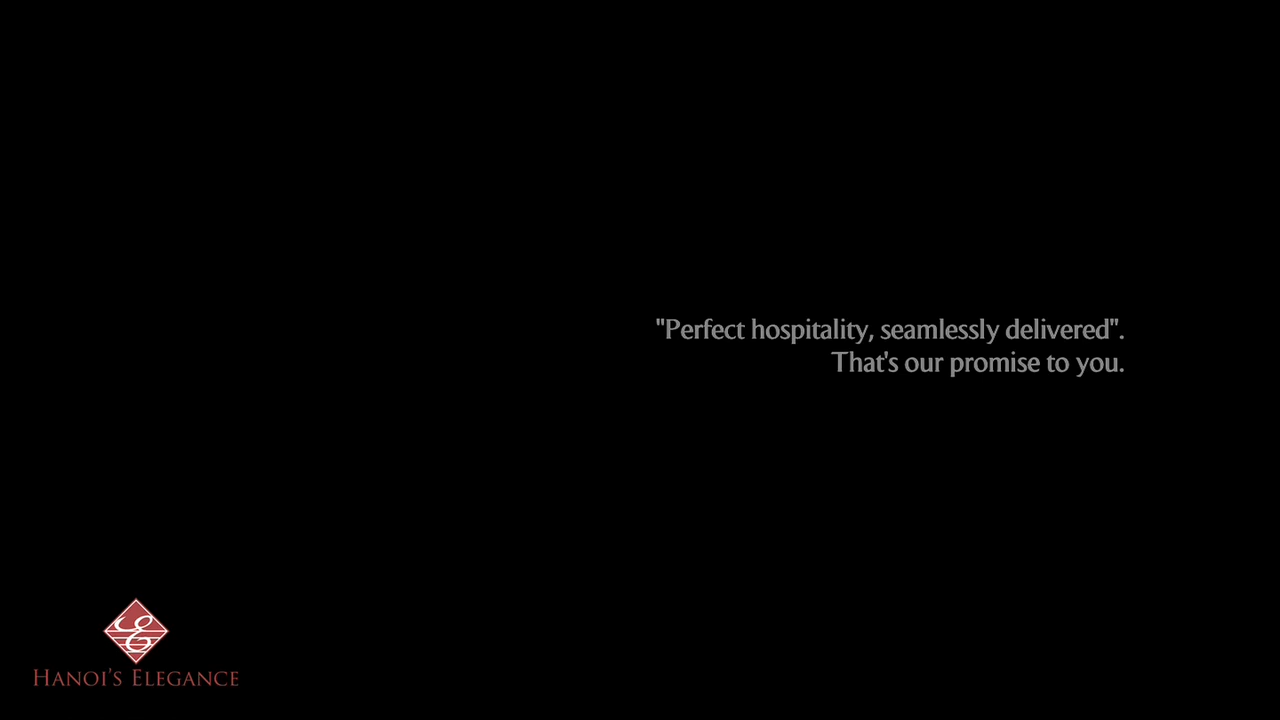 "Perfect hospitality, seamlessly delivered".
That's our promise to you.
HANOI'S ELEGANCE